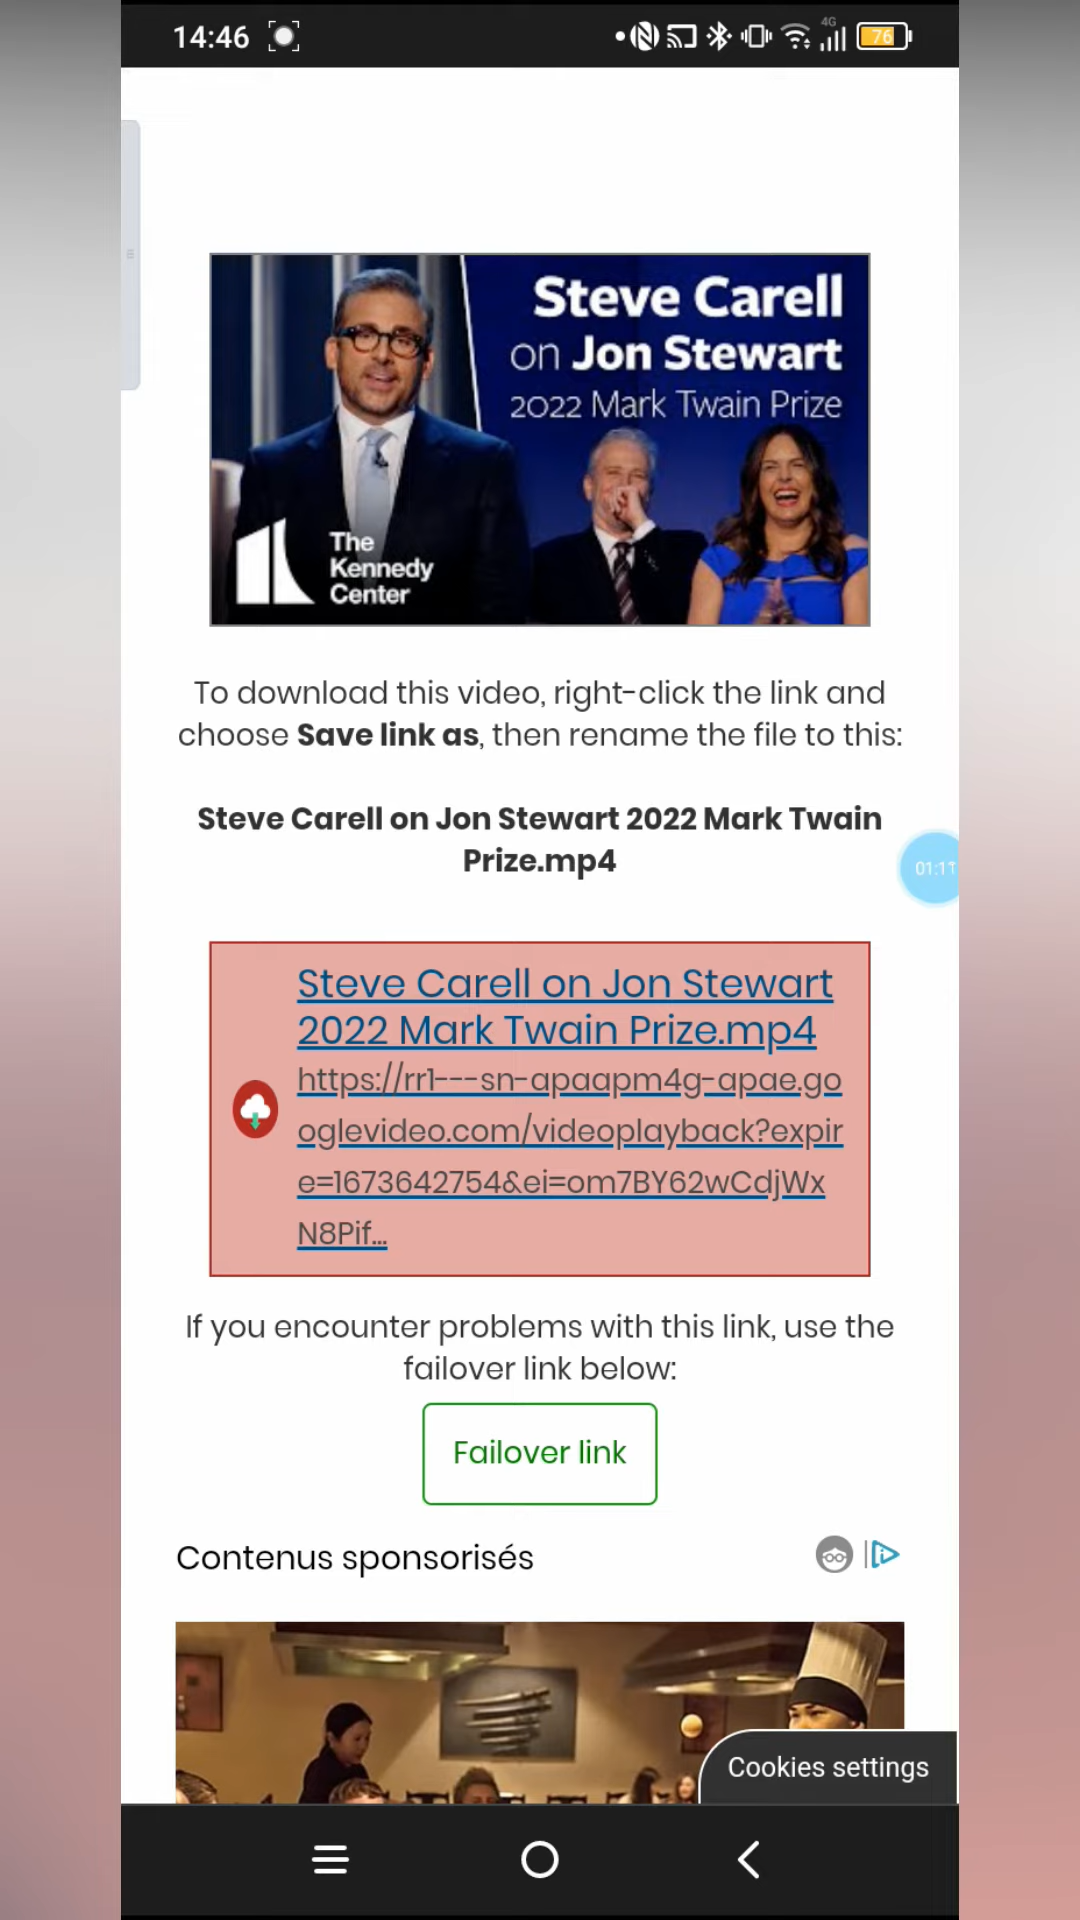 14:46
4G
76
Steve Carell
on Jon Stewart
2022 Mark Twain Prize
The
Kennedy
Center
To download this video, right-click the link and
choose Save link as, then rename the file to this:
Steve Carell on Jon Stewart 2022 Mark Twain
Prize.mp4
01:11
Steve Carell on Jon Stewart
2022 Mark Twain Prize.mp4
https://rr1---sn-apaapm4g-apae.go
oglevideo.com/videoplayback?expir
e=1673642754&ei=om7BY62wCdjWx
N8Pif...
If you encounter problems with this link, use the
failover link below:
Failover link
Contenus sponsorisés
Cookies settings